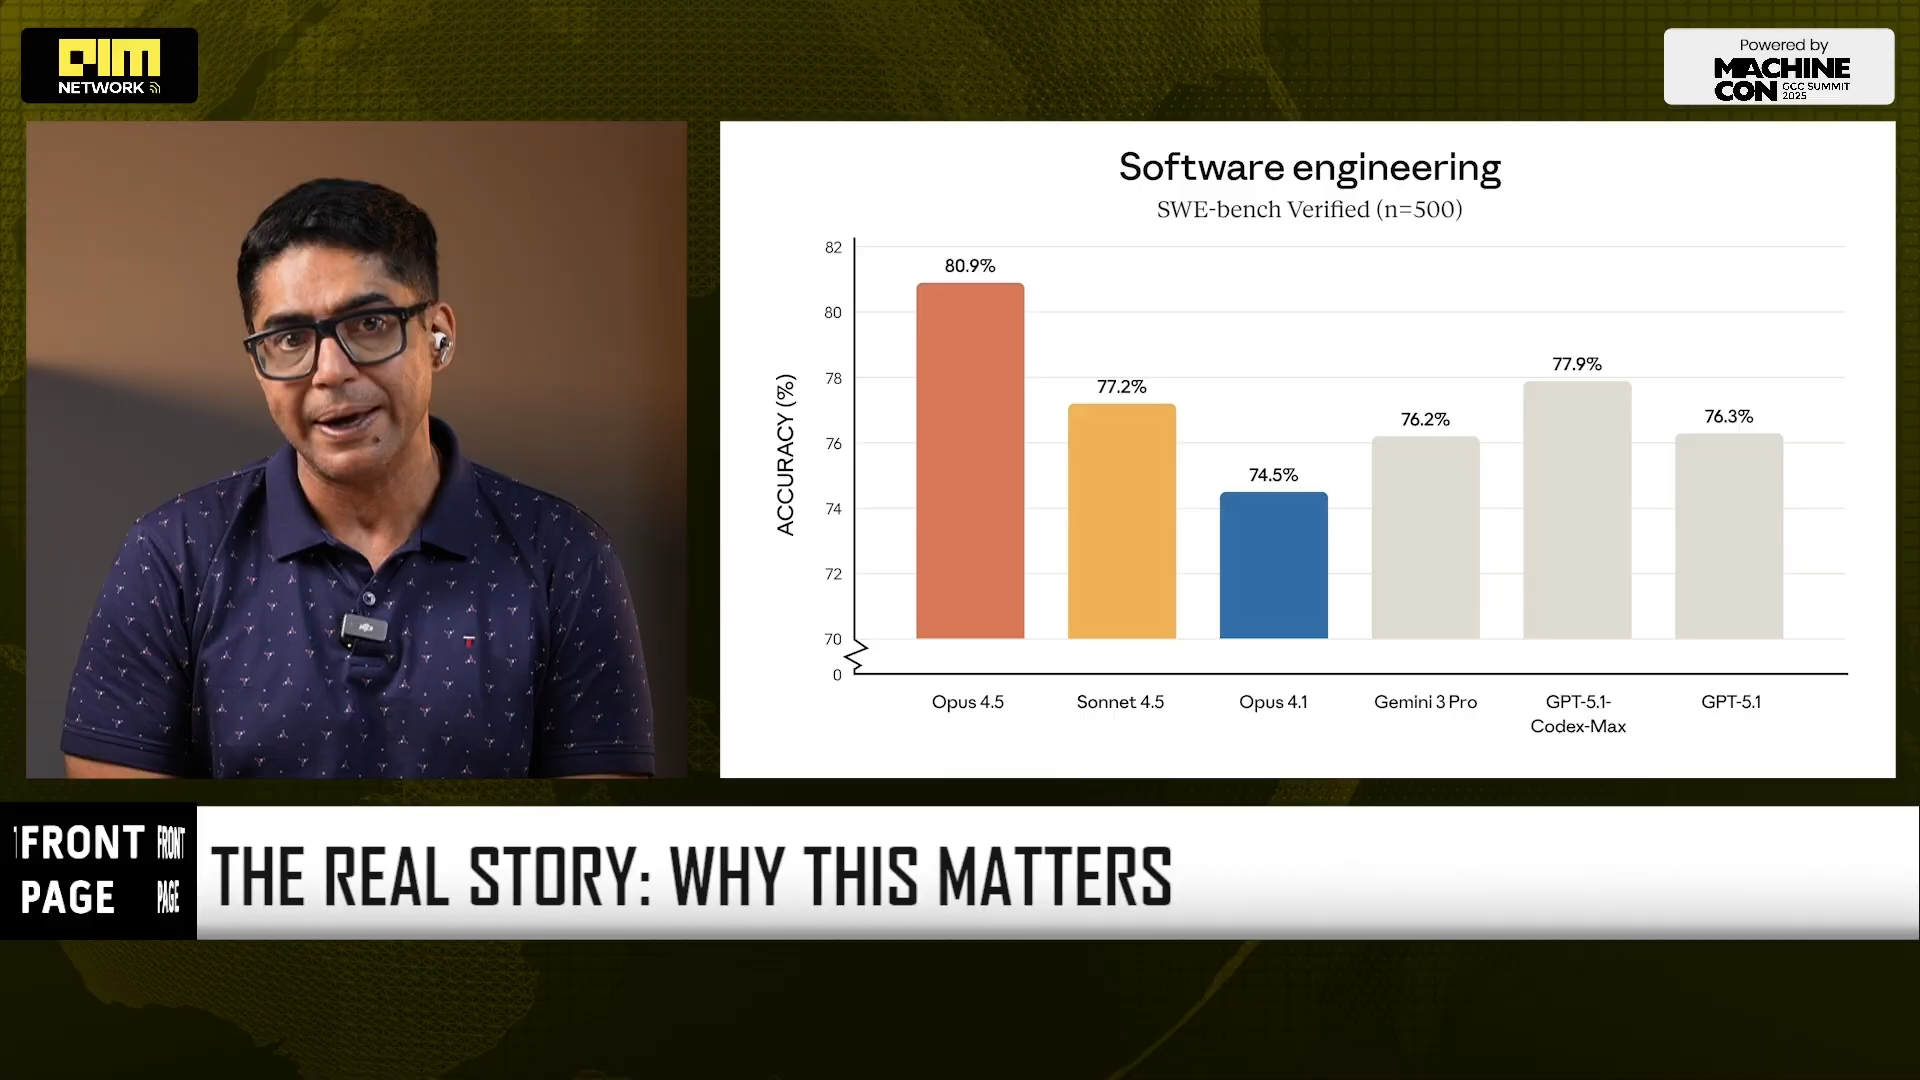 AIM
NETWORK
Powered by
MACHINE
CON GCC SUMMIT
2025
Software engineering
SWE-bench Verified (n=500)
ACCURACY (%)
82
80
78
76
74
72
70
0
80.9%
77.2%
74.5%
76.2%
77.9%
76.3%
Opus 4.5
Sonnet 4.5
Opus 4.1
Gemini 3 Pro
GPT-5.1-
Codex-Max
GPT-5.1
FRONT
PAGE
FRONT
PAGE
THE REAL STORY: WHY THIS MATTERS